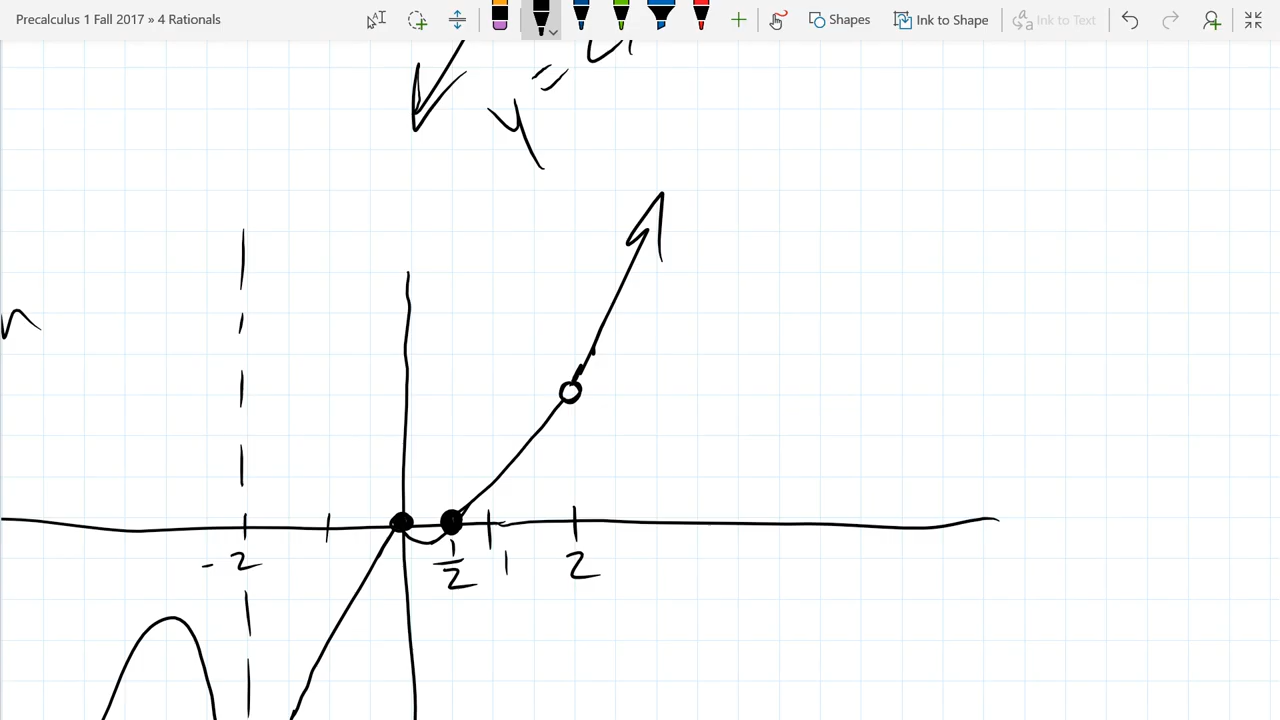 Precalculus 1 Fall 2017 » 4 Rationals
Shapes
Ink to Shape
Ink to Text
y =
-2
1/2
1
2